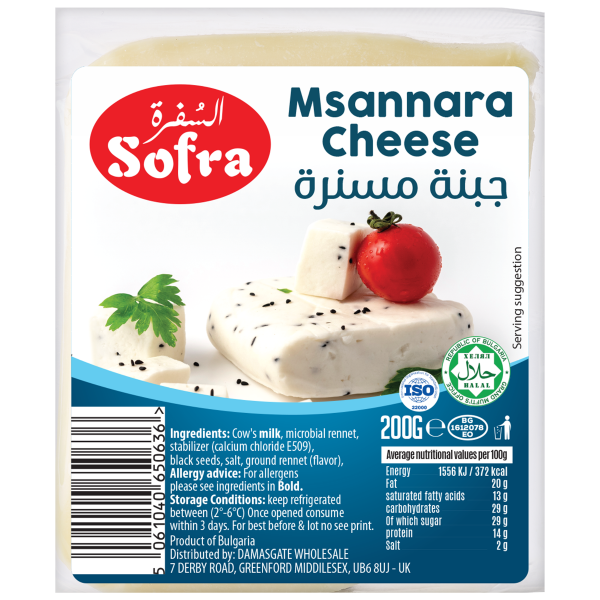 السُفرة
Sofra
Msannara
Cheese
جبنة مسنرة
Serving suggestion
ISO
22000
REPUBLIC OF BULGARIA
ХЕЛЯЛ
حلال
HALAL
GRAND MUFTI'S OFFICE
200G e
BG
1612078
EO
Average nutritional values per 100g
Energy 1556 KJ / 372 kcal
Fat 20 g
saturated fatty acids 13 g
carbohydrates 29 g
Of which sugar 29 g
protein 14 g
Salt 2 g
Ingredients: Cow's milk, microbial rennet,
stabilizer (calcium chloride E509),
black seeds, salt, ground rennet (flavor),
Allergy advice: For allergens
please see ingredients in Bold.
Storage Conditions: keep refrigerated
between (2°-6°C) Once opened consume
within 3 days. For best before & lot no see print.
Product of Bulgaria
Distributed by: DAMASGATE WHOLESALE
7 DERBY ROAD, GREENFORD MIDDLESEX, UB6 8UJ - UK
5 061040 650636 >